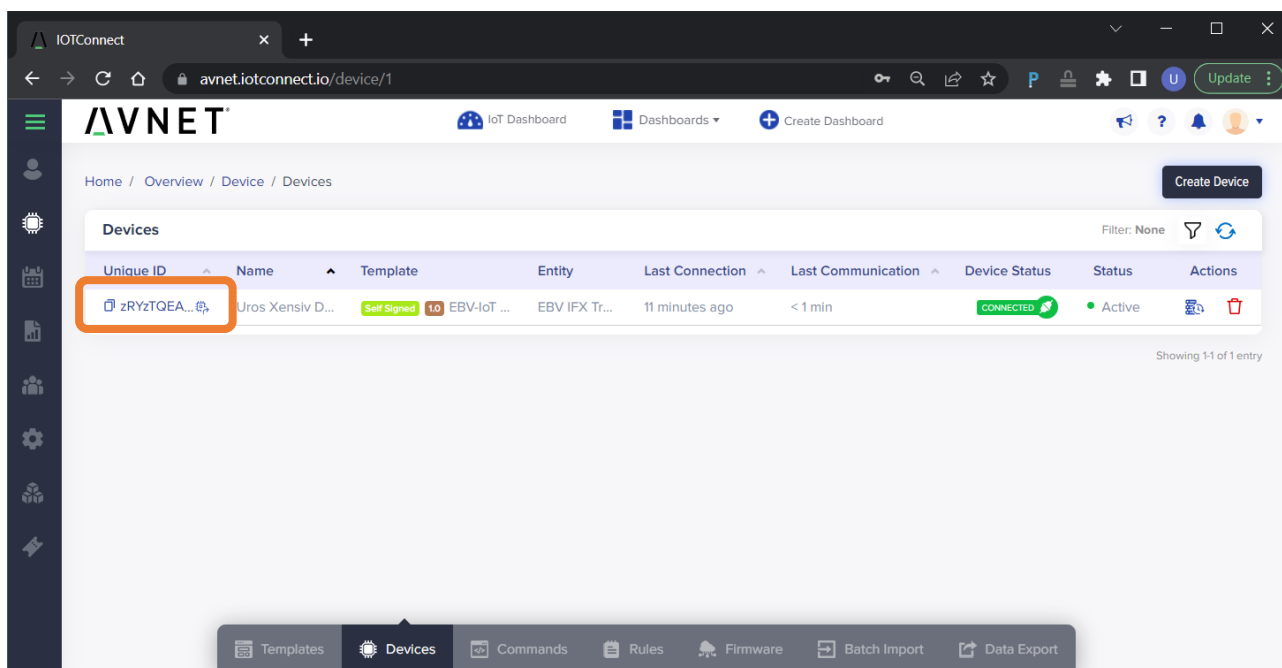 IOTConnect
avnet.iotconnect.io/device/1
P
U
Update
AVNET
IoT Dashboard
Dashboards
Create Dashboard
?
Home / Overview / Device / Devices
Create Device
Devices
Filter: None
Unique ID Name Template Entity Last Connection Last Communication Device Status Status Actions
zRYzTQEA... Uros Xensiv D... Self Signed 1.0 EBV-IoT ... EBV IFX Tr... 11 minutes ago < 1 min CONNECTED Active
Showing 1-1 of 1 entry
Templates Devices Commands Rules Firmware Batch Import Data Export